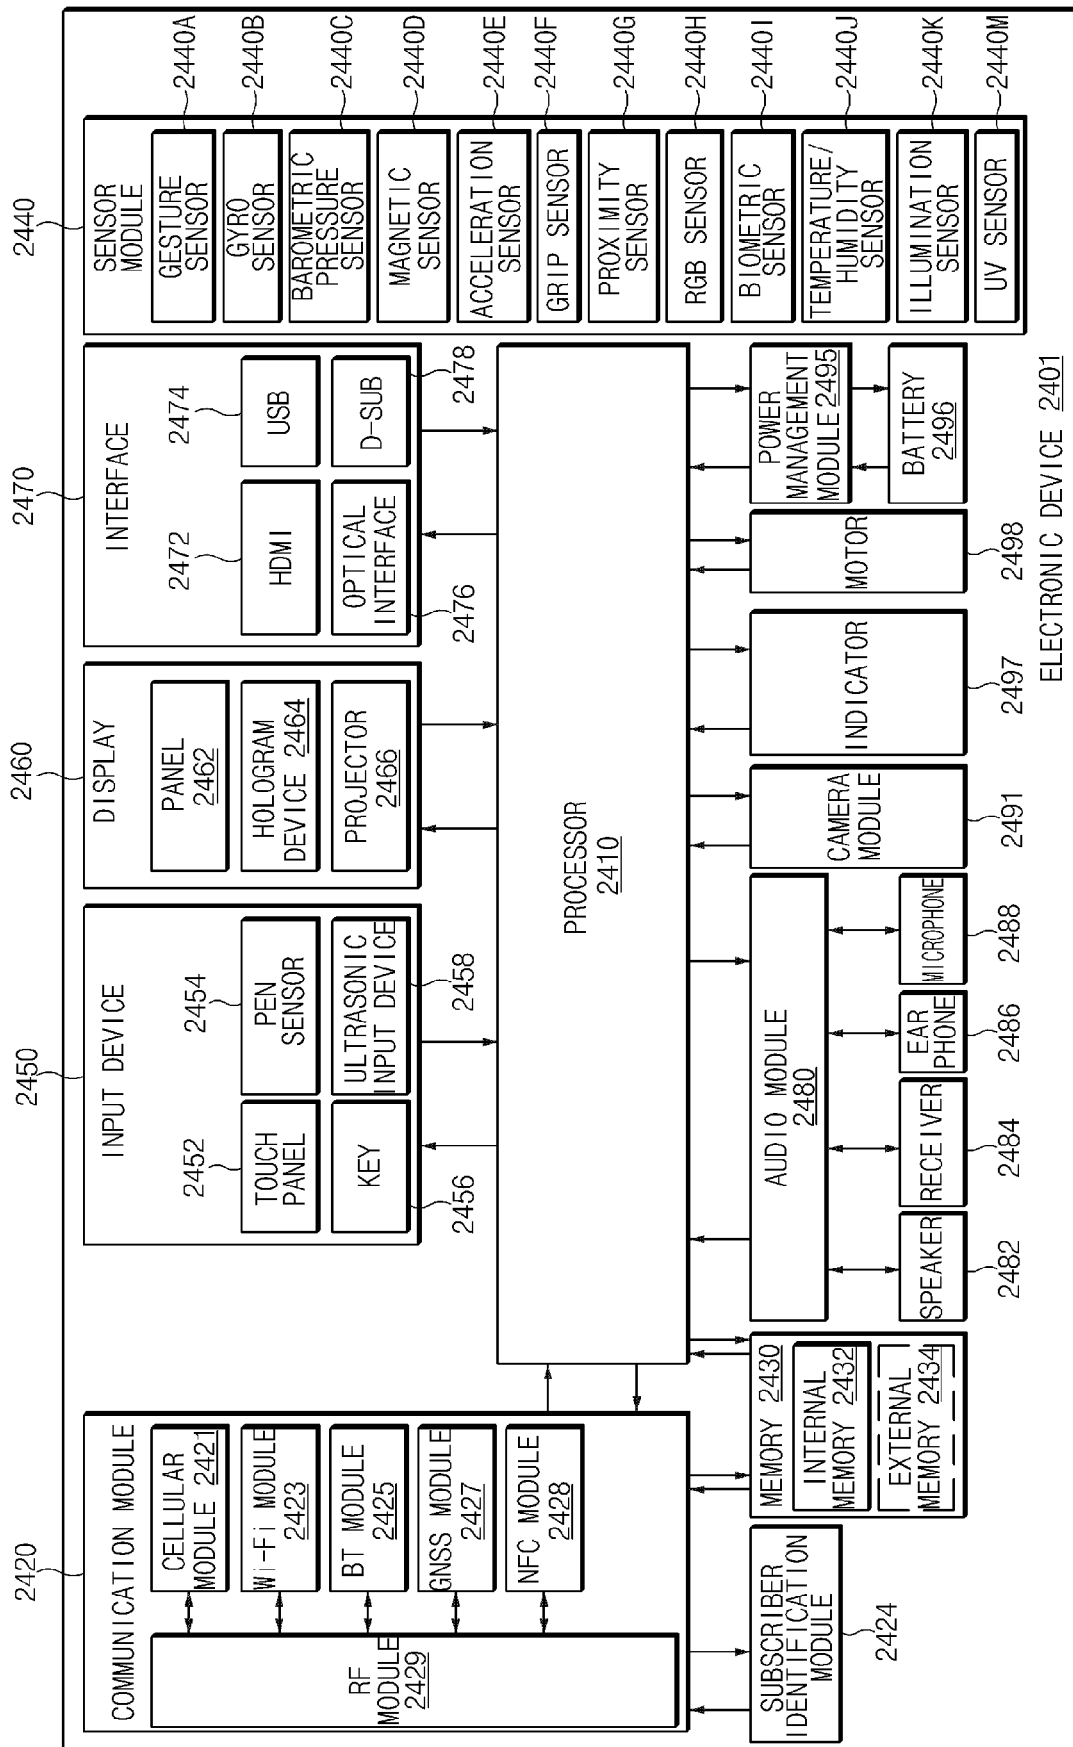 2420
COMMUNICATION MODULE
CELLULAR
MODULE 2421
Wi-Fi MODULE
2423
BT MODULE
2425
GNSS MODULE
2427
NFC MODULE
2428
RF
MODULE
2429
SUBSCRIBER
IDENTIFICATION
MODULE
2424
2450
INPUT DEVICE
2452
TOUCH
PANEL
2454
PEN
SENSOR
KEY
2456
ULTRASONIC
INPUT DEVICE
2458
2460
DISPLAY
PANEL
2462
HOLOGRAM
DEVICE 2464
PROJECTOR
2466
2470
INTERFACE
2472
HDMI
2474
USB
OPTICAL
INTERFACE
2476
D-SUB
2478
2440
SENSOR
MODULE
GESTURE
SENSOR
2440A
GYRO
SENSOR
2440B
BAROMETRIC
PRESSURE
SENSOR
2440C
MAGNETIC
SENSOR
2440D
ACCELERATION
SENSOR
2440E
GRIP SENSOR
2440F
PROXIMITY
SENSOR
2440G
RGB SENSOR
2440H
BIOMETRIC
SENSOR
2440I
TEMPERATURE/
HUMIDITY
SENSOR
2440J
ILLUMINATION
SENSOR
2440K
UV SENSOR
2440M
PROCESSOR
2410
MEMORY 2430
INTERNAL
MEMORY 2432
EXTERNAL
MEMORY 2434
AUDIO MODULE
2480
SPEAKER
2482
RECEIVER
2484
EAR
PHONE
2486
MICROPHONE
2488
CAMERA
MODULE
2491
INDICATOR
2497
MOTOR
2498
POWER
MANAGEMENT
MODULE 2495
BATTERY
2496
ELECTRONIC DEVICE 2401